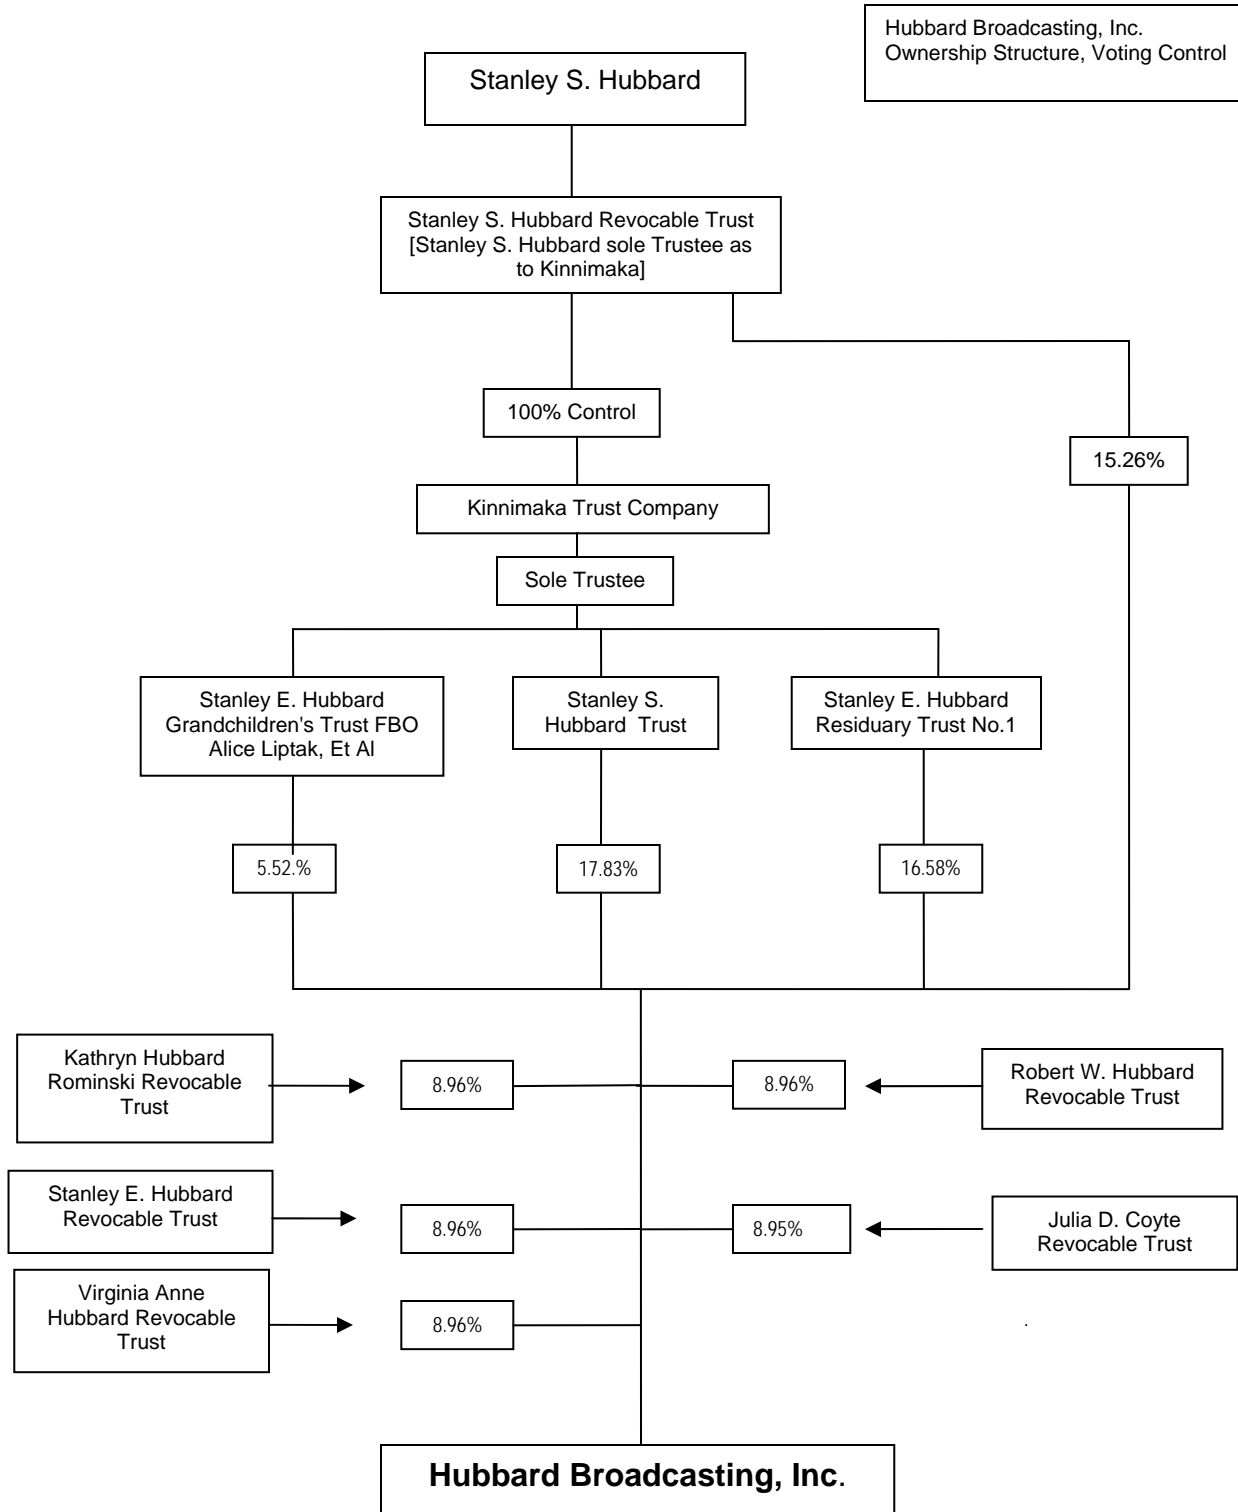 Hubbard Broadcasting, Inc.
Ownership Structure, Voting Control
Stanley S. Hubbard
Stanley S. Hubbard Revocable Trust
[Stanley S. Hubbard sole Trustee as
to Kinnimaka]
100% Control
15.26%
Kinnimaka Trust Company
Sole Trustee
Stanley E. Hubbard
Grandchildren's Trust FBO
Alice Liptak, Et Al
Stanley S.
Hubbard Trust
Stanley E. Hubbard
Residuary Trust No.1
5.52.%
17.83%
16.58%
Kathryn Hubbard
Rominski Revocable
Trust
8.96%
8.96%
Robert W. Hubbard
Revocable Trust
Stanley E. Hubbard
Revocable Trust
8.96%
8.95%
Julia D. Coyte
Revocable Trust
Virginia Anne
Hubbard Revocable
Trust
8.96%
.
Hubbard Broadcasting, Inc.